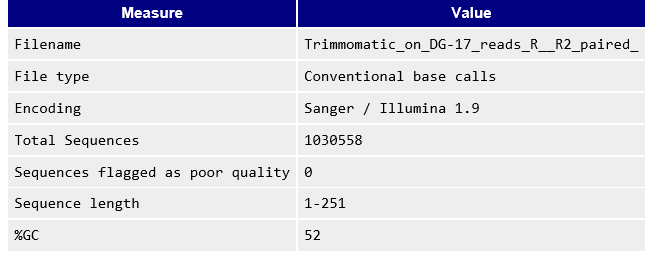 Measure Value
Filename Trimmomatic_on_DG-17_reads_R__R2_paired_
File type Conventional base calls
Encoding Sanger / Illumina 1.9
Total Sequences 1030558
Sequences flagged as poor quality 0
Sequence length 1-251
%GC 52